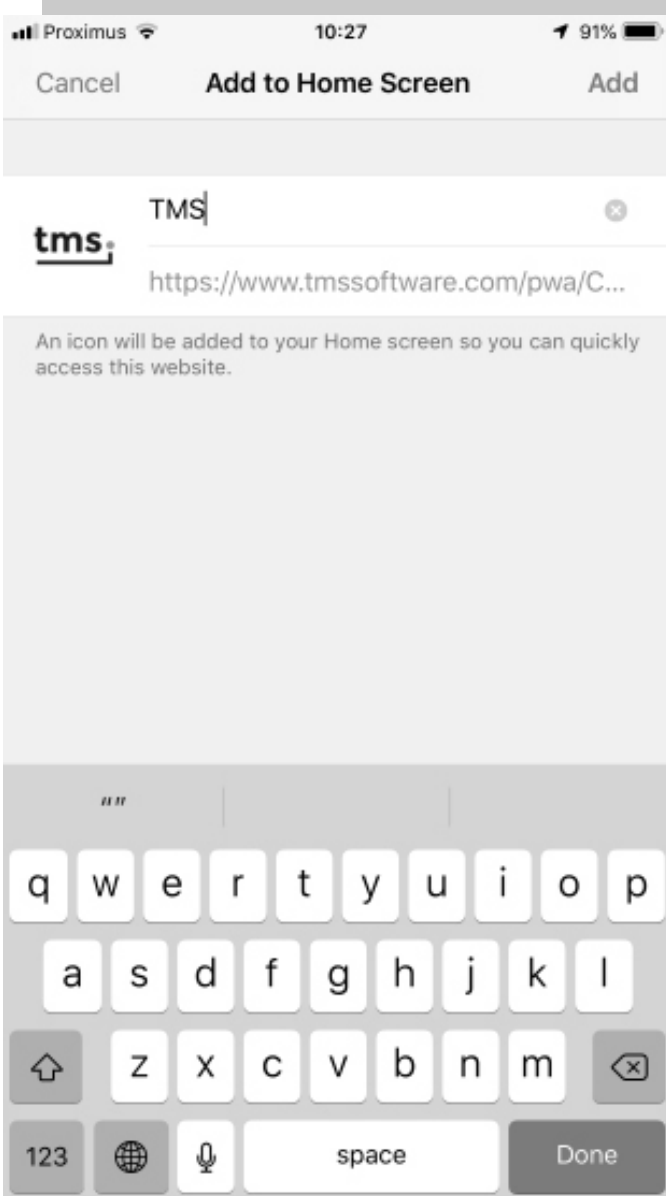 Proximus 10:27 91%
Cancel Add to Home Screen Add
TMS
tms
https://www.tmssoftware.com/pwa/C...
An icon will be added to your Home screen so you can quickly
access this website.
“”
q w e r t y u i o p
a s d f g h j k l
z x c v b n m
123 space Done